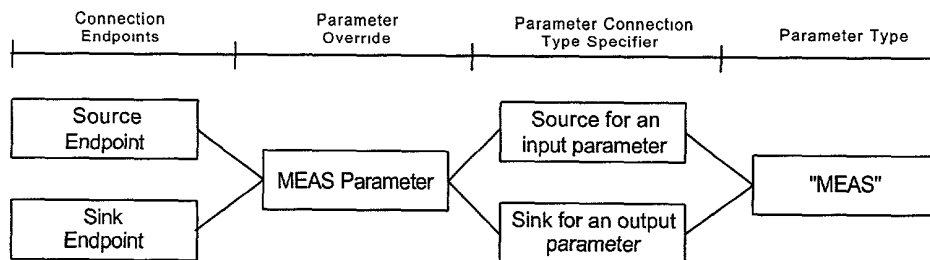 Connection
Endpoints
Parameter
Override
Parameter Connection
Type Specifier
Parameter Type
Source
Endpoint
Sink
Endpoint
MEAS Parameter
Source for an
input parameter
Sink for an output
parameter
"MEAS"